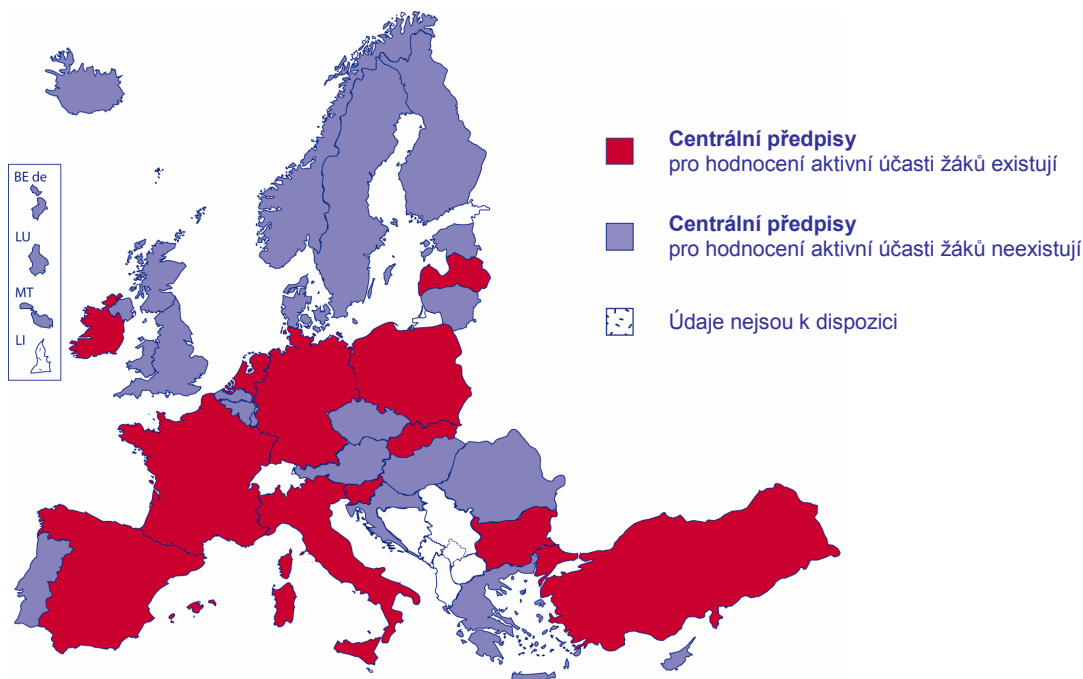 BE de
LU
MT
LI
Centrální předpisy
pro hodnocení aktivní účasti žáků existují
Centrální předpisy
pro hodnocení aktivní účasti žáků neexistují
Údaje nejsou k dispozici